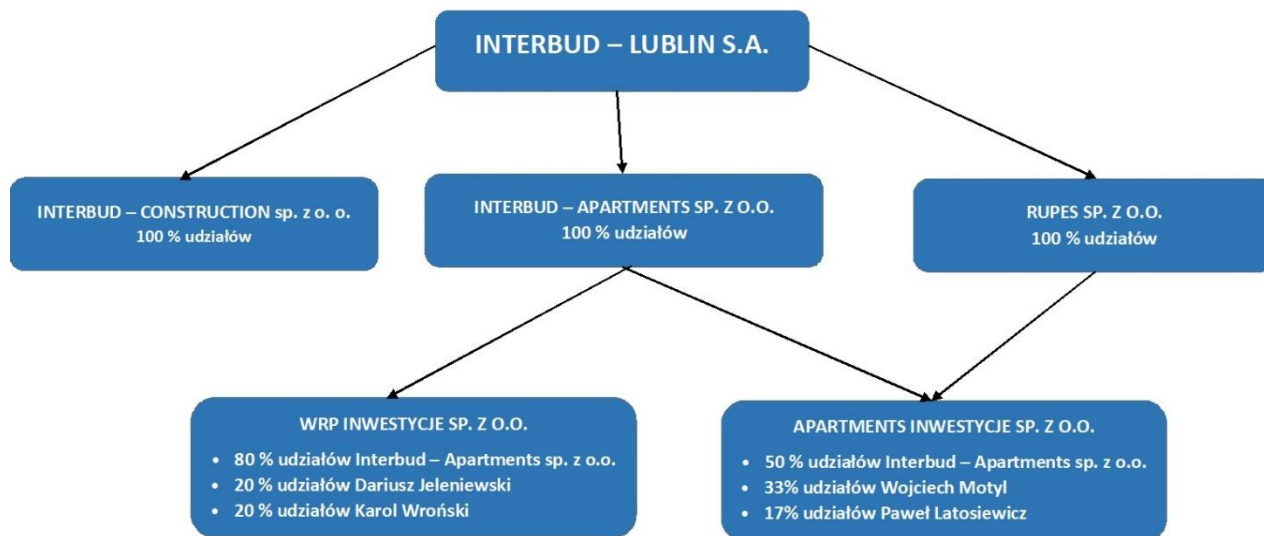 INTERBUD – LUBLIN S.A.
INTERBUD – CONSTRUCTION sp. z o. o.
100 % udziałów
INTERBUD – APARTMENTS SP. Z O.O.
100 % udziałów
RUPES SP. Z O.O.
100 % udziałów
WRP INWESTYCJE SP. Z O.O.
• 80 % udziałów Interbud – Apartments sp. z o.o.
• 20 % udziałów Dariusz Jeleniewski
• 20 % udziałów Karol Wroński
APARTMENTS INWESTYCJE SP. Z O.O.
• 50 % udziałów Interbud – Apartments sp. z o.o.
• 33% udziałów Wojciech Motyl
• 17% udziałów Paweł Latosiewicz